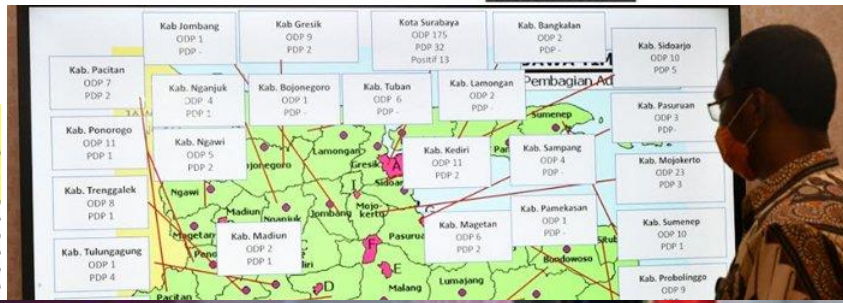 Kab Jombang
ODP 1
PDP -
Kab Gresik
ODP 9
PDP 2
Kota Surabaya
ODP 175
PDP 32
Positif 13
Kab. Bangkalan
ODP 2
PDP -
Kab. Sidoarjo
ODP 10
PDP 5
Kab. Pacitan
ODP 7
PDP 2
Kab. Nganjuk
ODP 4
PDP 1
Kab. Bojonegoro
ODP 1
PDP -
Kab. Tuban
ODP 6
PDP -
Kab. Lamongan
ODP 2
PDP -
Pembagian Ad
Kab. Pasuruan
ODP 3
PDP-
Kab. Ponorogo
ODP 11
PDP 1
Kab. Ngawi
ODP 5
PDP 2
Kab. Kediri
ODP 11
PDP 2
Kab. Sampang
ODP 4
PDP -
Kab. Mojokerto
ODP 23
PDP 3
Kab. Trenggalek
ODP 8
PDP 1
Kab. Madiun
ODP 2
PDP 1
Kab. Magetan
ODP 6
PDP 2
Kab. Pamekasan
ODP 1
PDP -
Kab. Sumenep
ODP 10
PDP 1
Kab. Tulungagung
ODP 1
PDP 4
Kab. Probolinggo
ODP 9
Sumenep
Lamongan
Gresik
A
jonegoro
Sidoar
Ngawi
I
Madiun
Nganjuk
Jombang
Mojo-
kerto
Magetan
Pasurua
F
E
Bondowoso
D
Malang
Lumajang
Pacitan